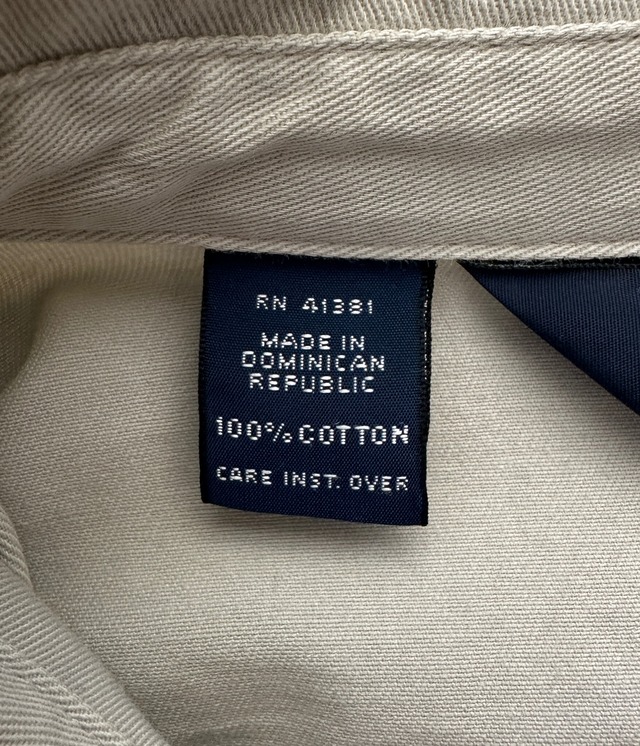 RN 41381
MADE IN
DOMINICAN
REPUBLIC
100% COTTON
CARE INST. OVER